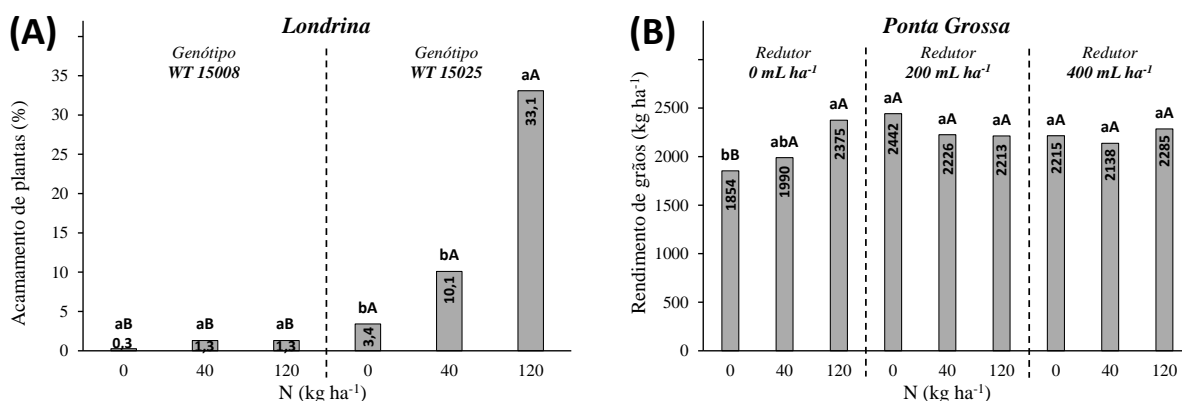 (A)
Londrina
Genótipo
WT 15008
Genótipo
WT 15025
Acamamento de plantas (%)
35
30
25
20
15
10
5
0
aB
aB
aB
bA
bA
aA
0,3
1,3
1,3
3,4
10,1
33,1
0 40 120 0 40 120
N (kg ha⁻¹)
(B)
Ponta Grossa
Redutor
0 mL ha⁻¹
Redutor
200 mL ha⁻¹
Redutor
400 mL ha⁻¹
Rendimento de grãos (kg ha⁻¹)
2500
2000
1500
1000
500
0
bB
abA
aA
aA
aA
aA
aA
aA
aA
1854
1990
2375
2442
2226
2213
2215
2138
2285
0 40 120 0 40 120 0 40 120
N (kg ha⁻¹)